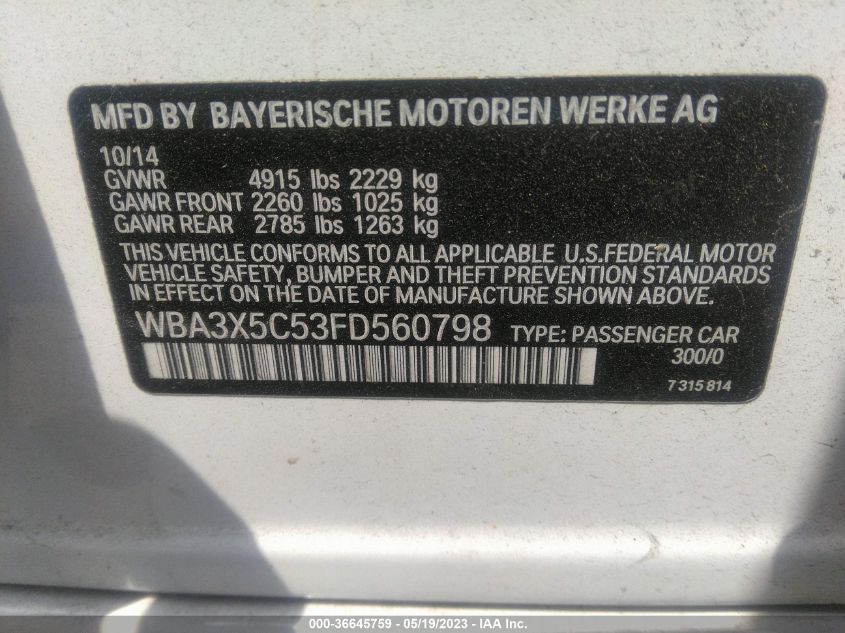 MFD BY BAYERISCHE MOTOREN WERKE AG
10/14
GVWR 4915 lbs 2229 kg
GAWR FRONT 2260 lbs 1025 kg
GAWR REAR 2785 lbs 1263 kg
THIS VEHICLE CONFORMS TO ALL APPLICABLE U.S.FEDERAL MOTOR
VEHICLE SAFETY, BUMPER AND THEFT PREVENTION STANDARDS
IN EFFECT ON THE DATE OF MANUFACTURE SHOWN ABOVE.
WBA3X5C53FD560798 TYPE: PASSENGER CAR
300/0
7 315 814
000-36645759 - 05/19/2023 - IAA Inc.